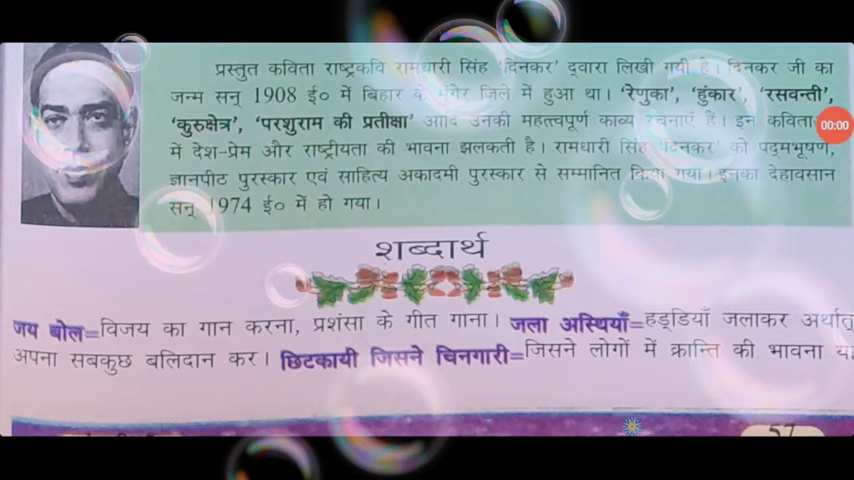 प्रस्तुत कविता राष्ट्रकवि रामधारी सिंह 'दिनकर' द्वारा लिखी गयी है। दिनकर जी का
जन्म सन् 1908 ई० में बिहार के मुंगेर जिले में हुआ था। 'रेणुका', 'हुंकार', 'रसवन्ती',
'कुरुक्षेत्र', 'परशुराम की प्रतीक्षा' आदि उनकी महत्त्वपूर्ण काव्य रचनाएँ हैं। इन
में देश-प्रेम और राष्ट्रीयता की भावना झलकती है। रामधारी सिंह 'दिनकर' को पद्मभूषण,
ज्ञानपीठ पुरस्कार एवं साहित्य अकादमी पुरस्कार से सम्मानित किया गया। इनका देहावसान
सन् 1974 ई० में हो गया।
00:00
शब्दार्थ
जय बोल=विजय का गान करना, प्रशंसा के गीत गाना। जला अस्थियाँ=हड्डियाँ जलाकर अर्थात्
अपना सबकुछ बलिदान कर। छिटकायी जिसने चिनगारी=जिसने लोगों में क्रान्ति की भावना
57